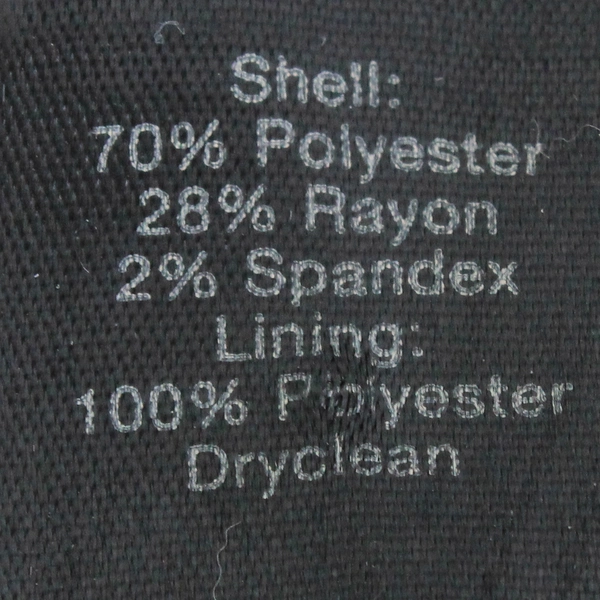 Shell:
70% Polyester
28% Rayon
2% Spandex
Lining:
100% Polyester
Dryclean